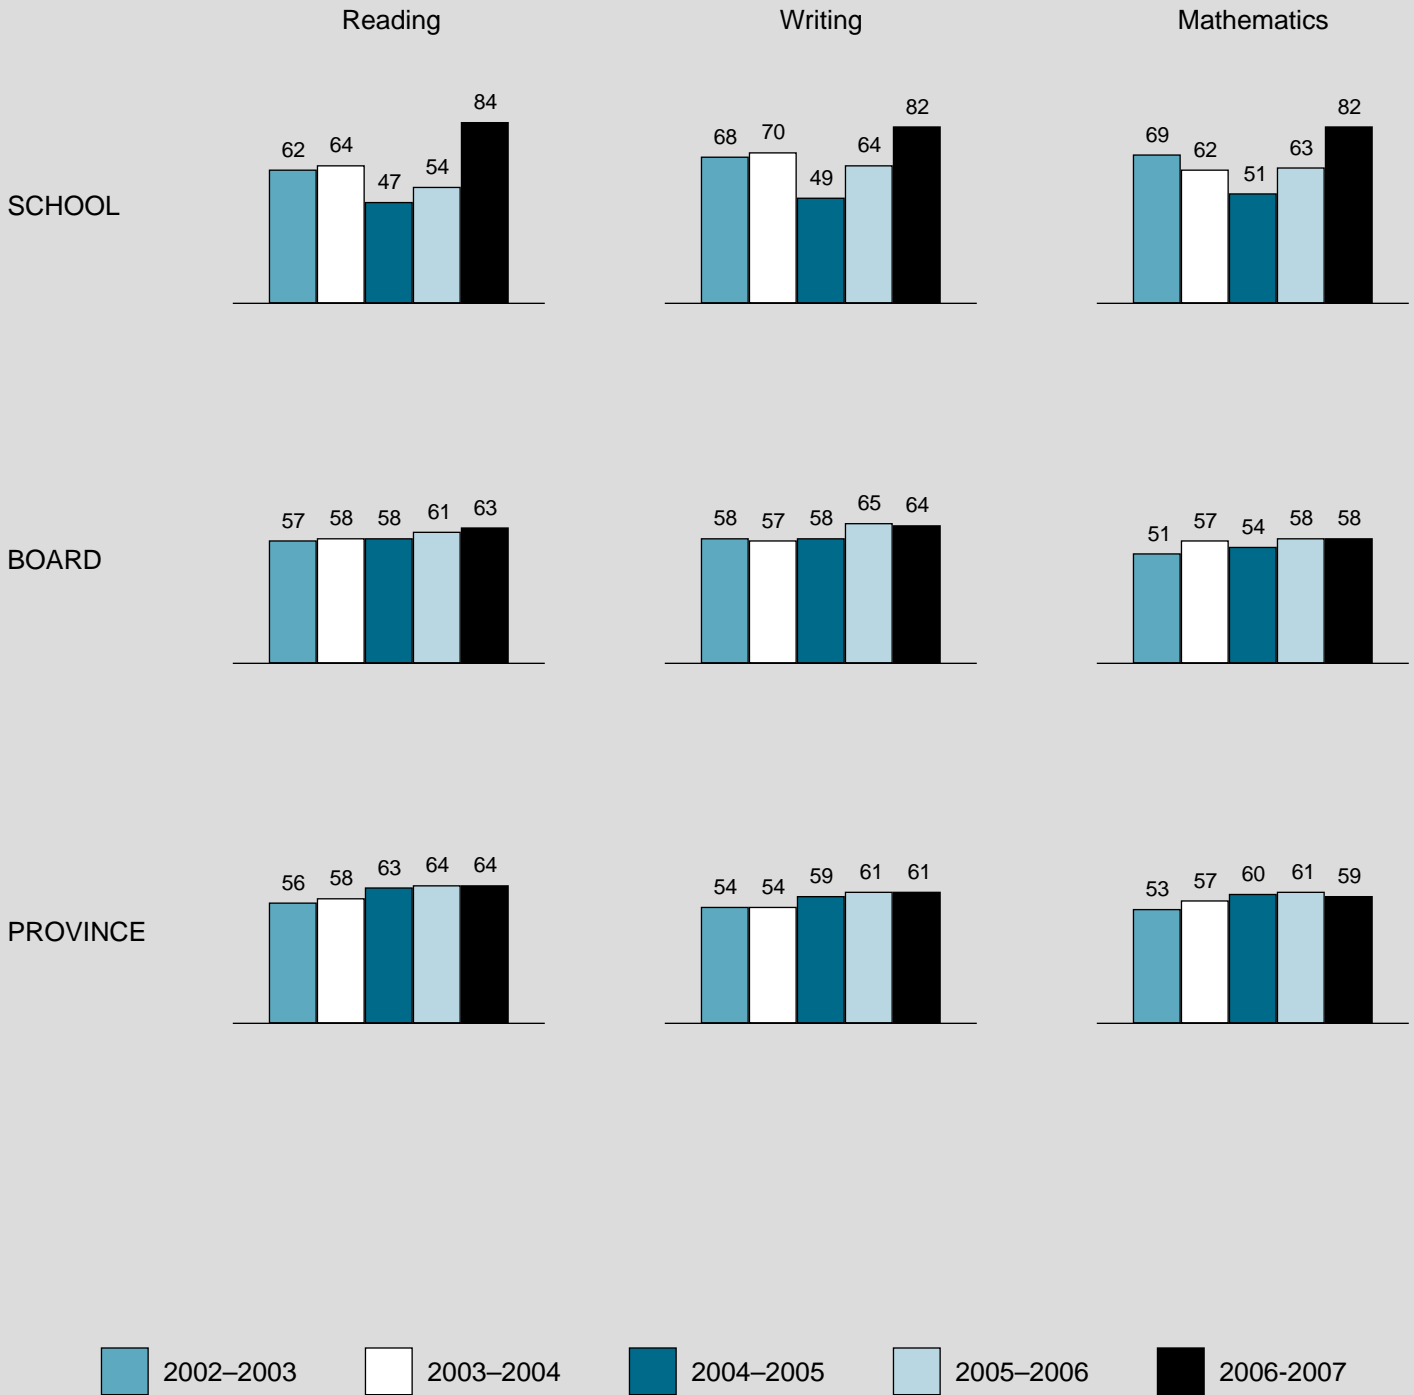 Reading Writing Mathematics
SCHOOL
62 64 47 54 84
68 70 49 64 82
69 62 51 63 82
BOARD
57 58 58 61 63
58 57 58 65 64
51 57 54 58 58
PROVINCE
56 58 63 64 64
54 54 59 61 61
53 57 60 61 59
2002–2003 2003–2004 2004–2005 2005–2006 2006-2007